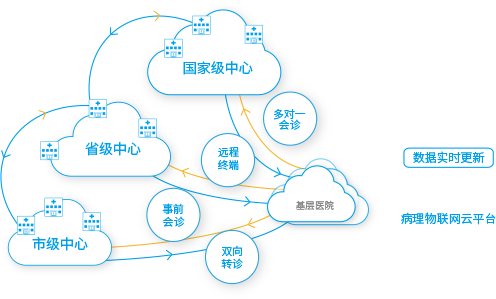 国家级中心
多对一
会诊
省级中心
远程
终端
数据实时更新
基层医院
事前
会诊
病理物联网云平台
市级中心
双向
转诊